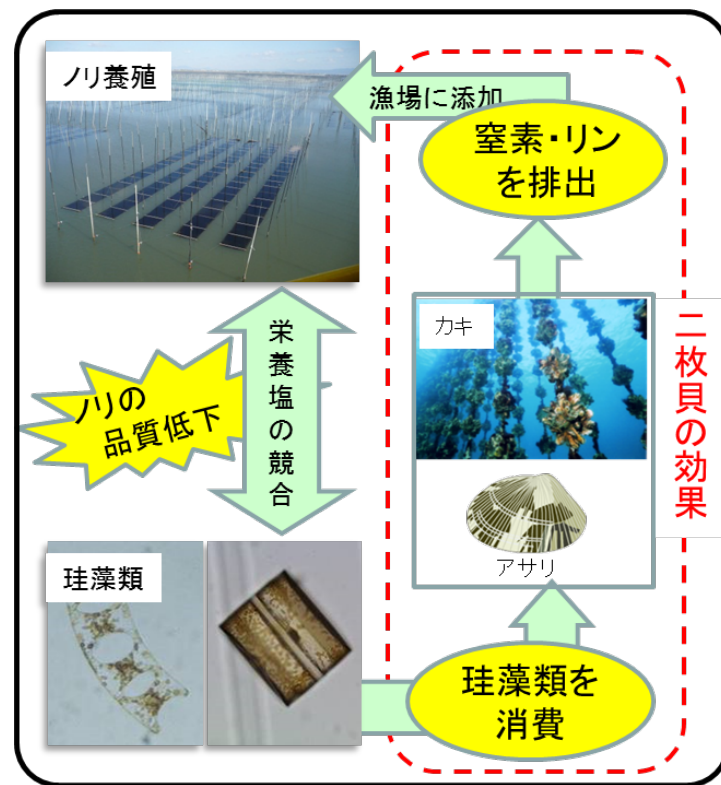 ノリ養殖
漁場に添加
窒素・リン
を排出
カキ
二枚貝の効果
栄養塩の競合
ノリの
品質低下
アサリ
珪藻類
珪藻類を
消費